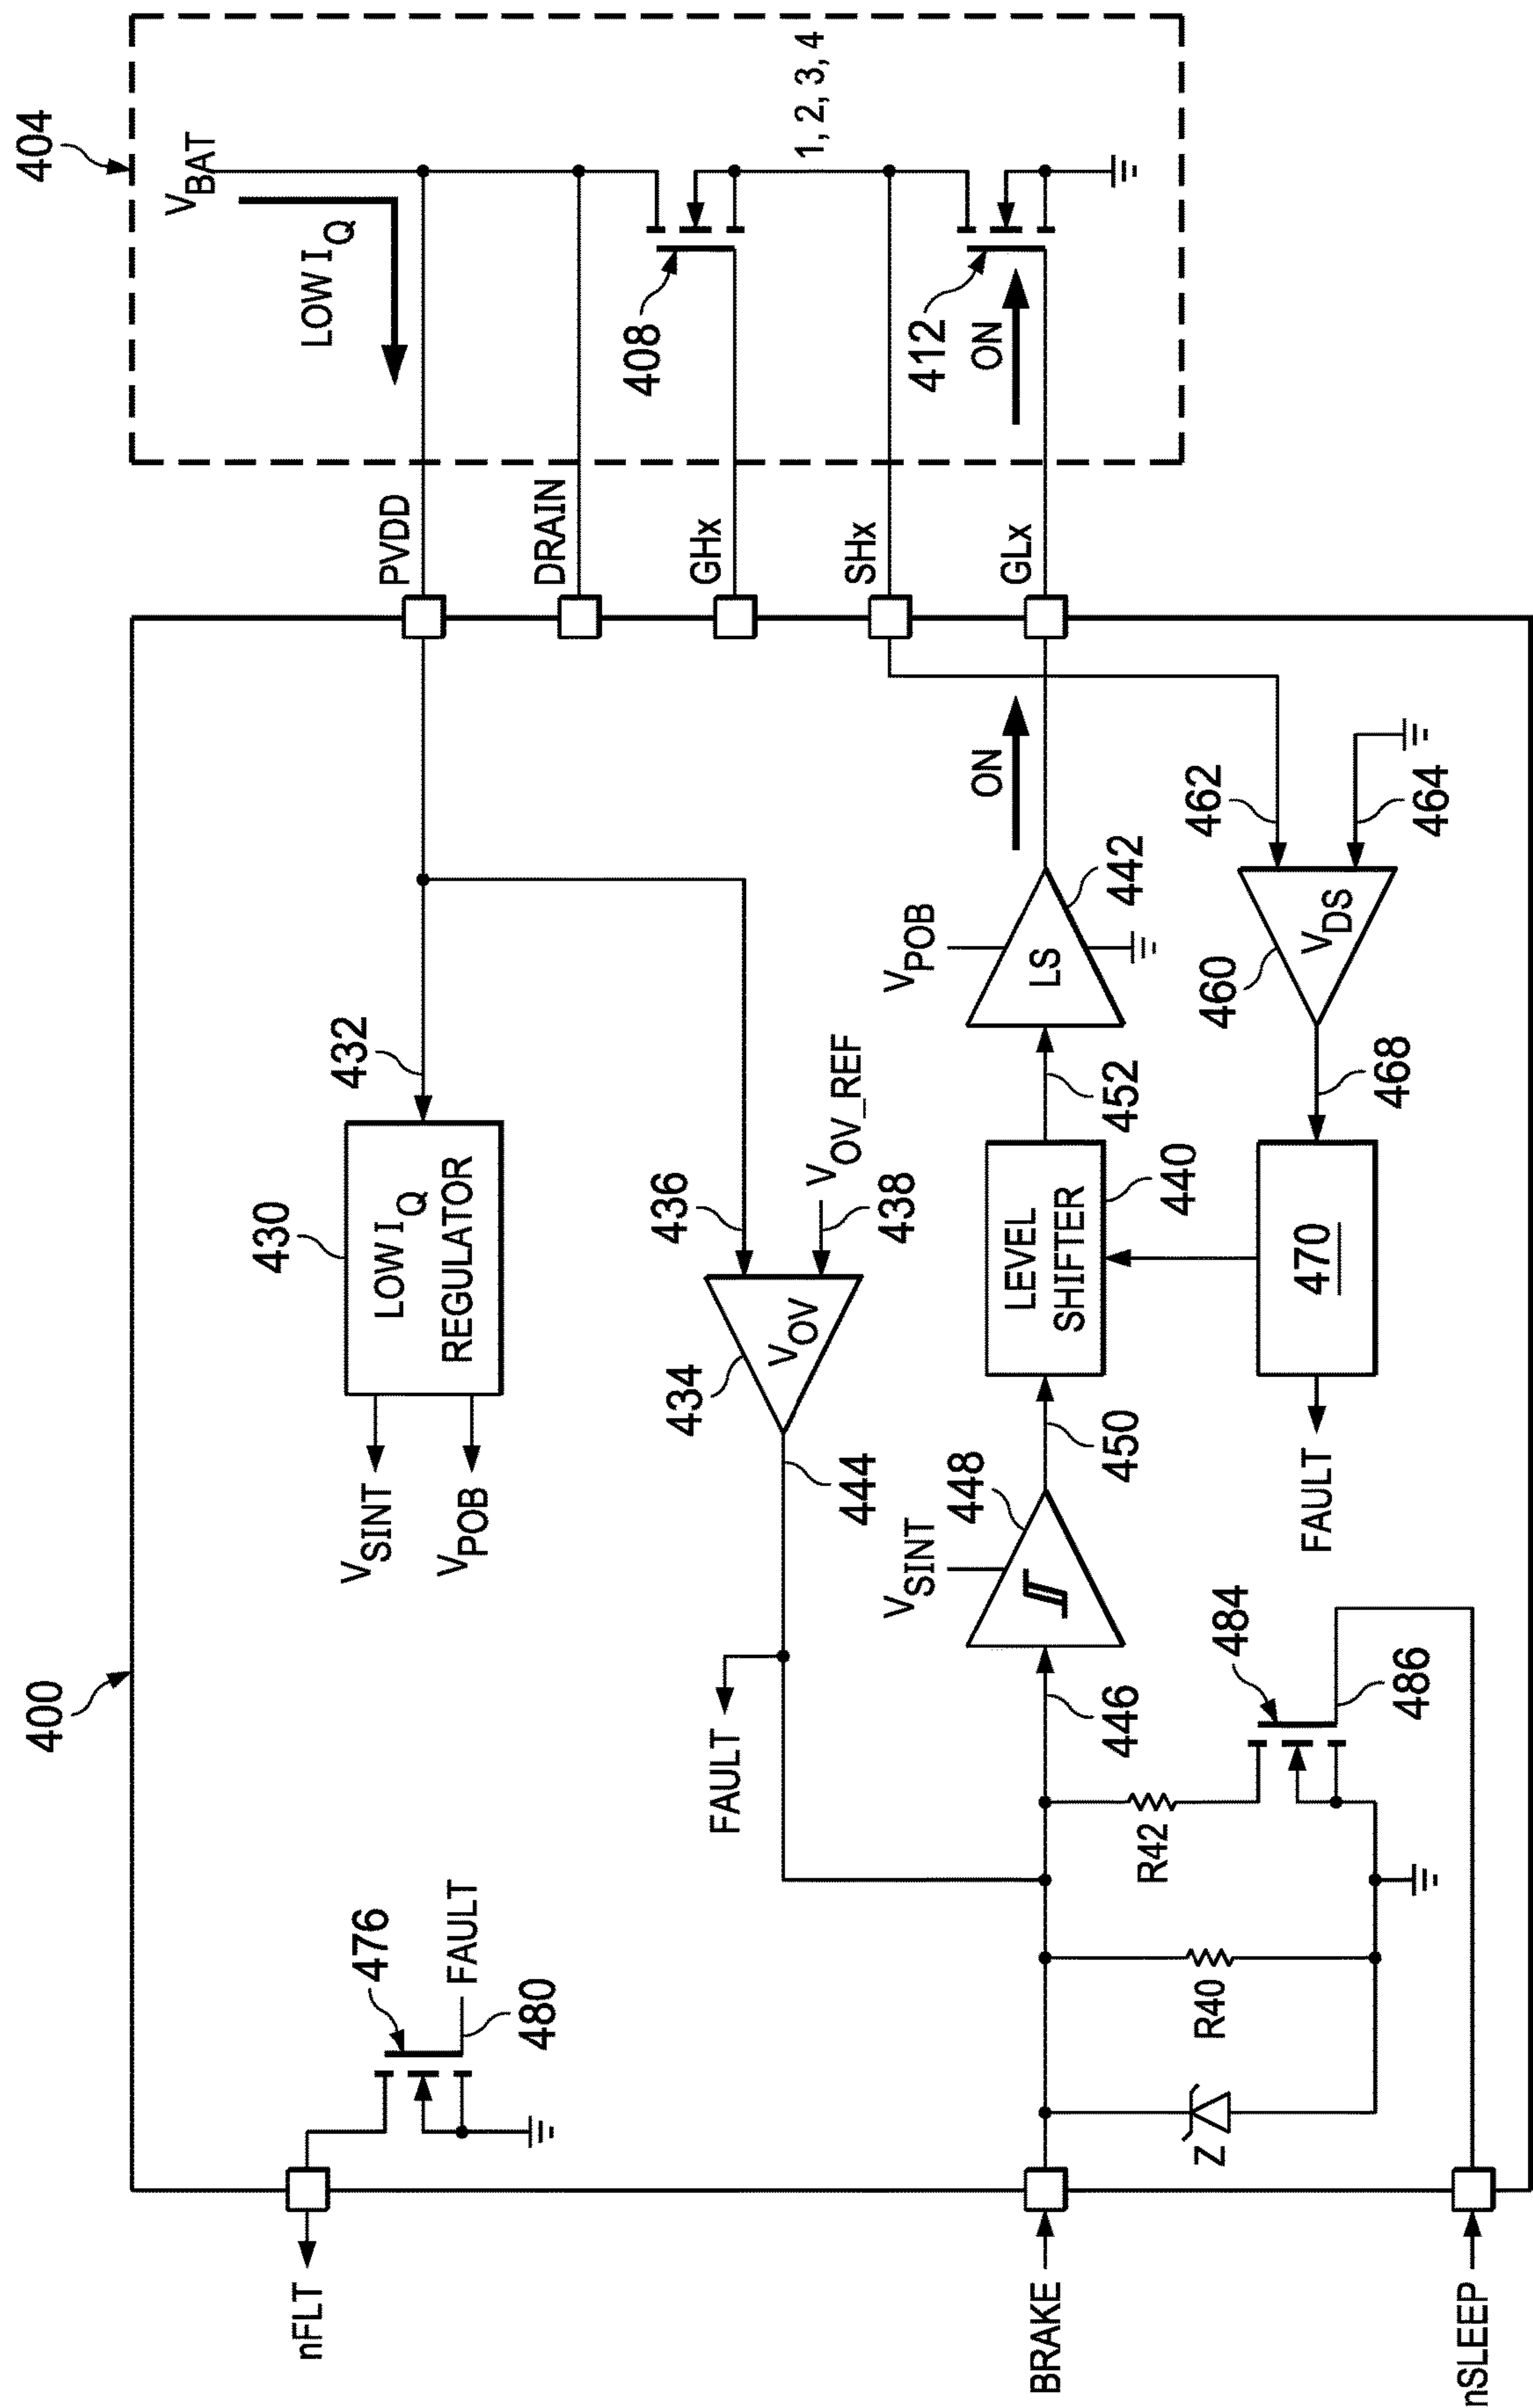 400
404
VBAT
LOW IQ
408
1, 2, 3, 4
412
ON
PVDD
DRAIN
GHx
SHx
GLx
nFLT
476
FAULT
480
430
LOW IQ
REGULATOR
432
VSINT
VPOB
434
VOV
436
VOV_REF
438
444
FAULT
BRAKE
446
VSINT
448
450
LEVEL
SHIFTER
440
452
VPOB
LS
442
ON
Z
R40
R42
484
486
FAULT
470
468
460
VDS
462
464
nSLEEP